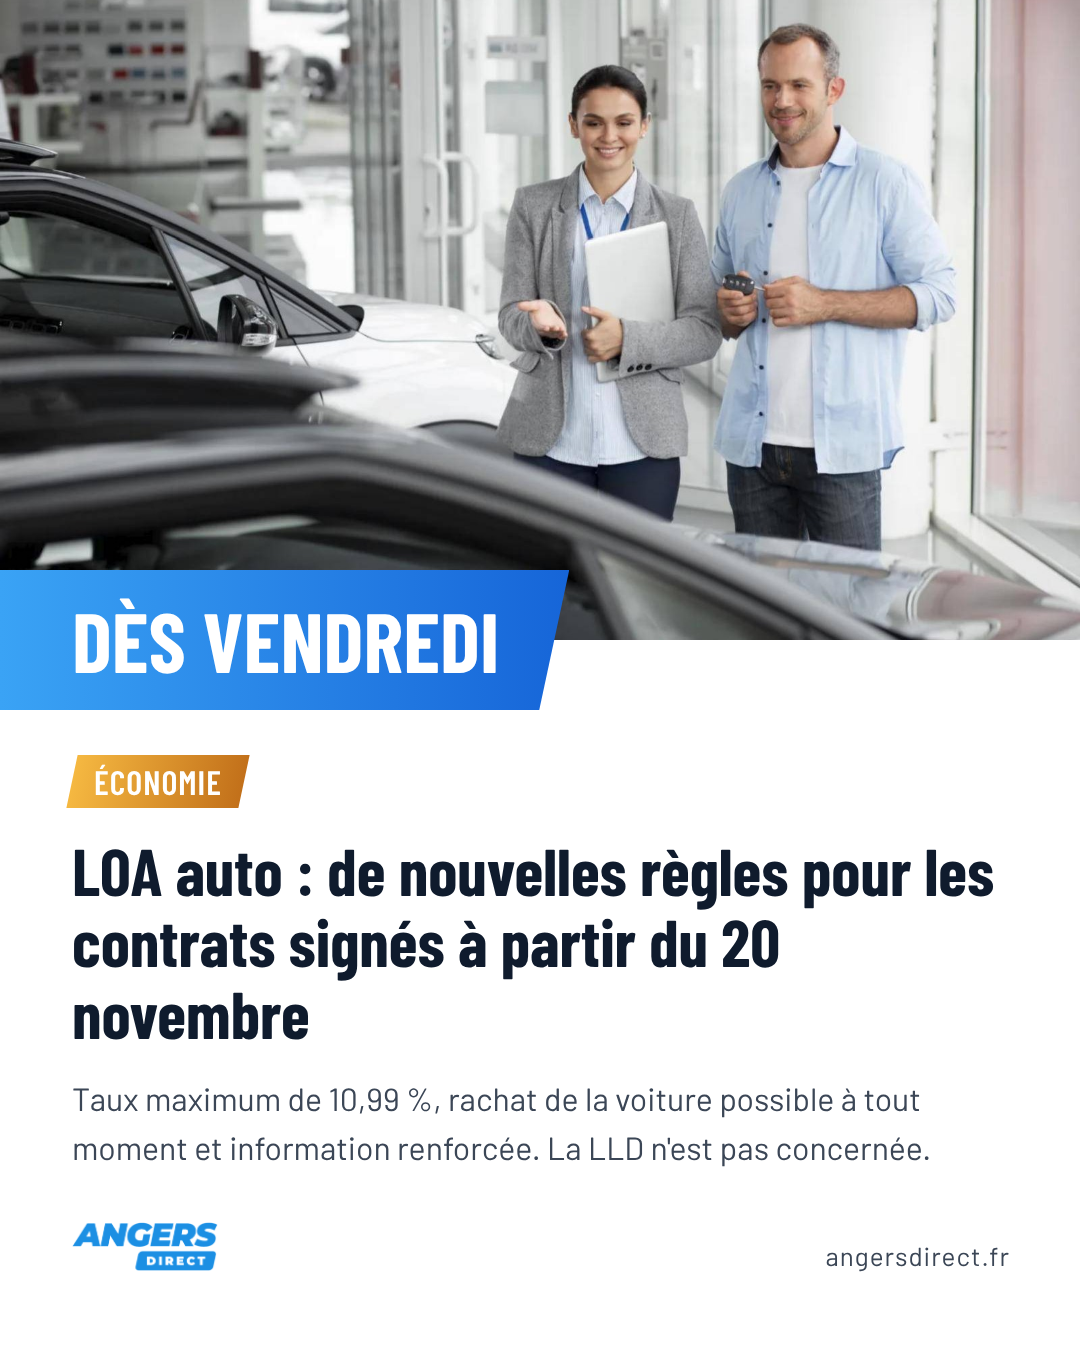 DÈS VENDREDI
ÉCONOMIE
LOA auto : de nouvelles règles pour les
contrats signés à partir du 20
novembre
Taux maximum de 10,99 %, rachat de la voiture possible à tout
moment et information renforcée. La LLD n'est pas concernée.
ANGERS
DIRECT
angersdirect.fr